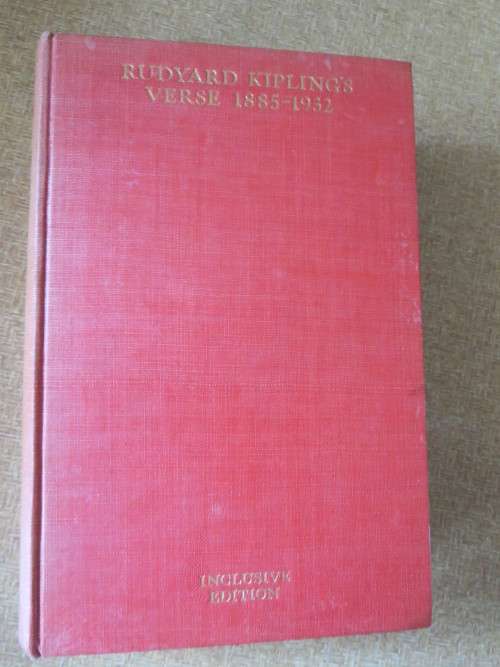 RUDYARD KIPLING'S
VERSE 1885-1932
INCLUSIVE
EDITION